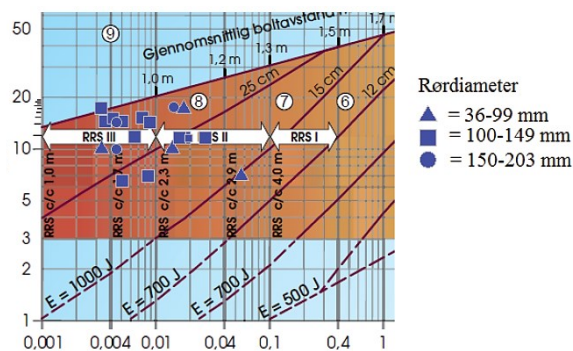 50
20
10
5
3
2
1
⑨
Gjennomsnittlig boltavstand
1,0 m
1,2 m
1,3 m
1,5 m
1,7 m
25 cm
15 cm
12 cm
⑧
⑦
⑥
RRS III
RRS II
RRS I
RRS c/c 1,0 m
RRS c/c 2,3 m
RRS c/c 4,0 m
E = 1000 J
E = 700 J
E = 700 J
E = 500 J
0,001
0,004
0,01
0,04
0,1
0,4
1
Rørdiameter
= 36-99 mm
= 100-149 mm
= 150-203 mm